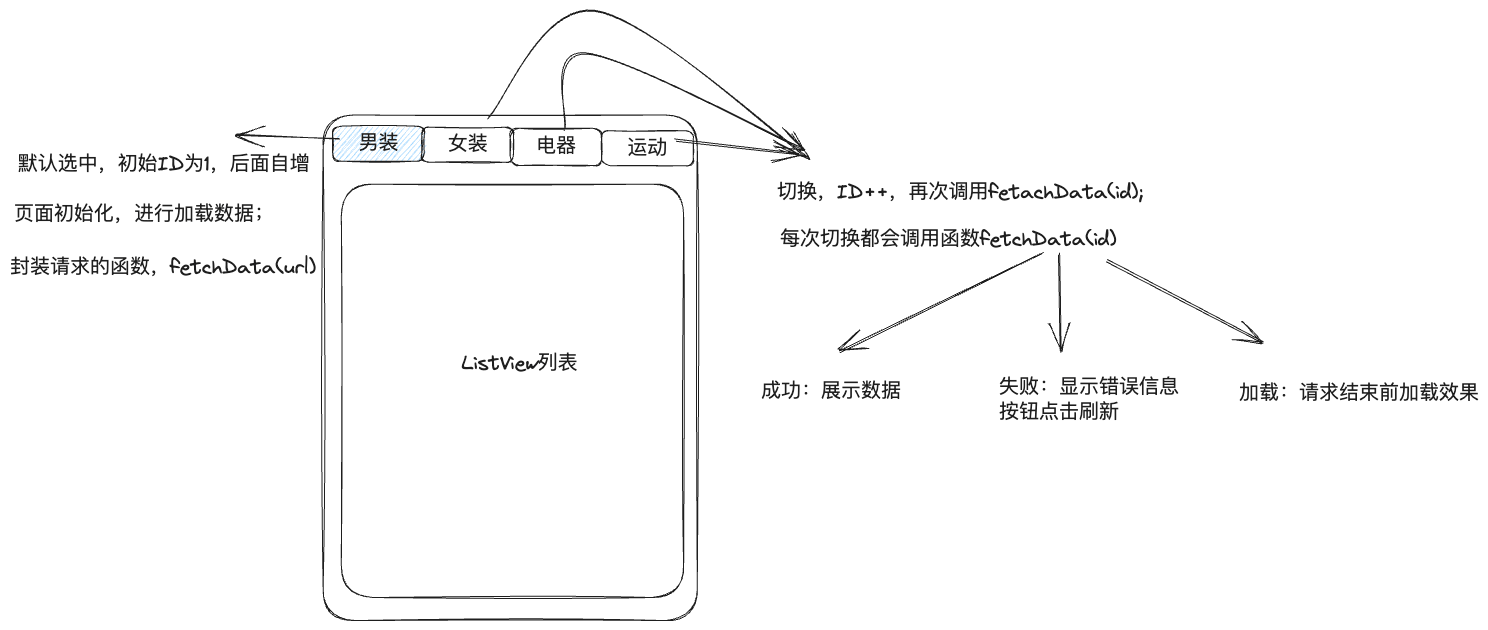 男装
女装
电器
运动
默认选中，初始ID为1，后面自增
页面初始化，进行加载数据；
封装请求的函数，fetchData(url)
ListView列表
切换，ID++，再次调用fetachData(id);
每次切换都会调用函数fetchData(id)
成功：展示数据
失败：显示错误信息
按钮点击刷新
加载：请求结束前加载效果